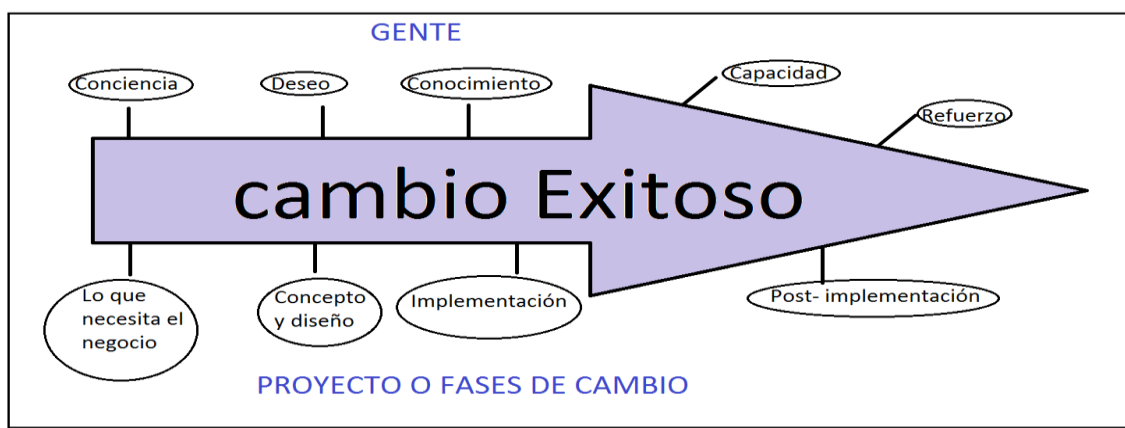 GENTE
Conciencia
Deseo
Conocimiento
Capacidad
Refuerzo
cambio Exitoso
Lo que
necesita el
negocio
Concepto
y diseño
Implementación
Post- implementación
PROYECTO O FASES DE CAMBIO